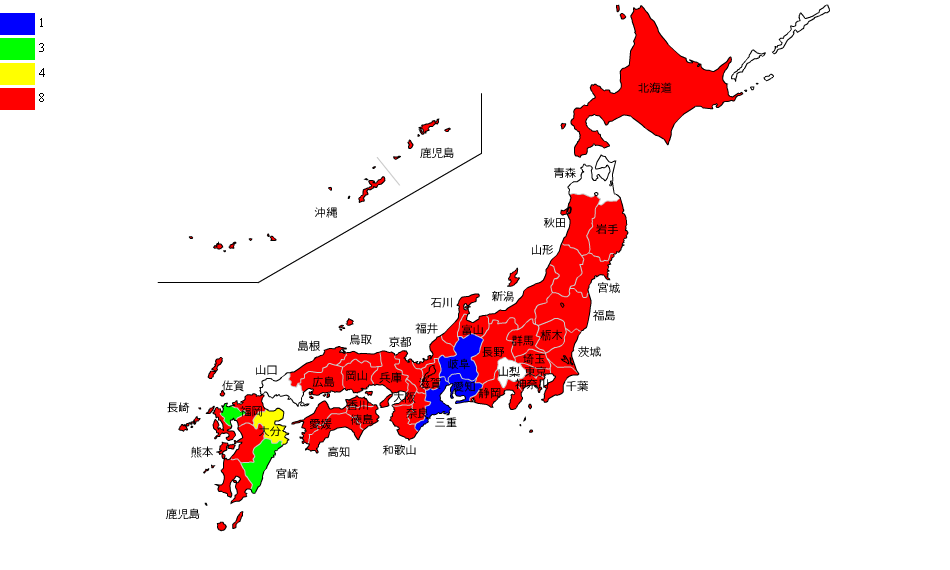 1
3
4
8
北海道
鹿児島
青森
沖縄
秋田
岩手
山形
宮城
新潟
石川
福島
福井
富山
鳥取
京都
島根
群馬
栃木
長野
茨城
埼玉
山口
山梨
東京
岐阜
広島
岡山
兵庫
滋賀
神奈川
千葉
佐賀
愛知
静岡
大阪
香川
長崎
福岡
奈良
徳島
三重
愛媛
大分
熊本
高知
和歌山
宮崎
鹿児島